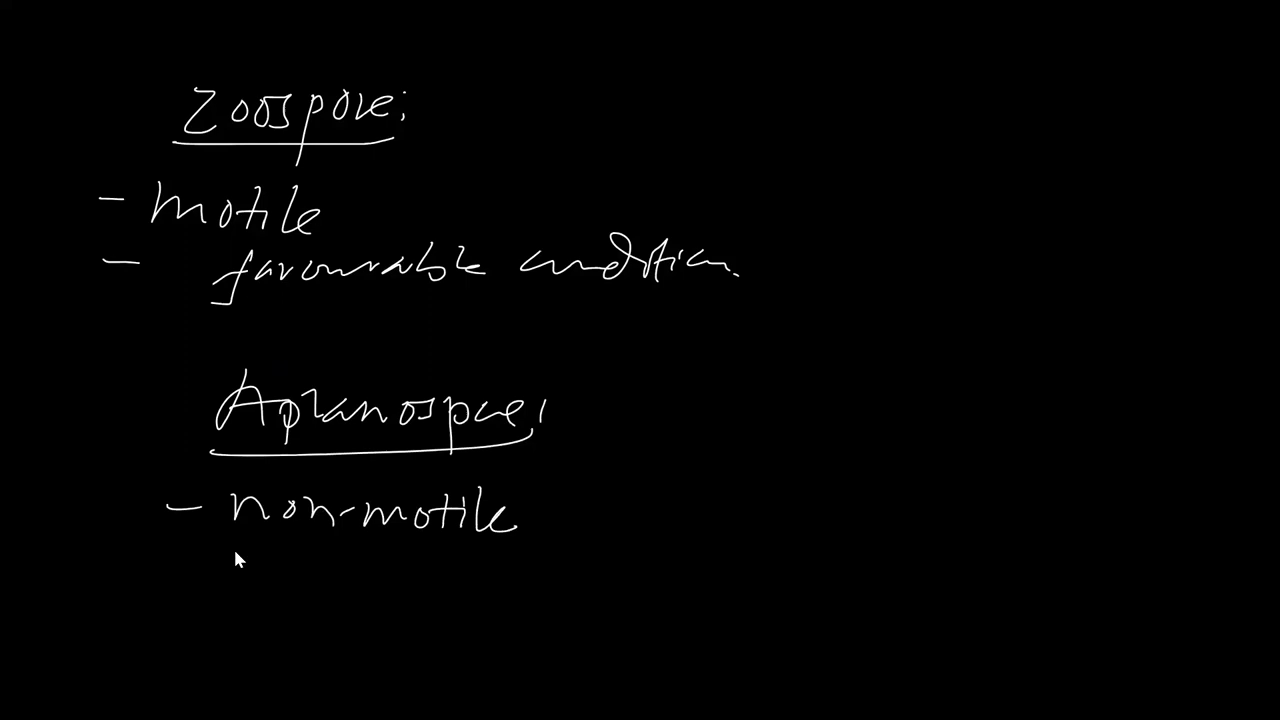 Zoospore:
- Motile
- favourable condition.
Aplanospore:
- non-motile